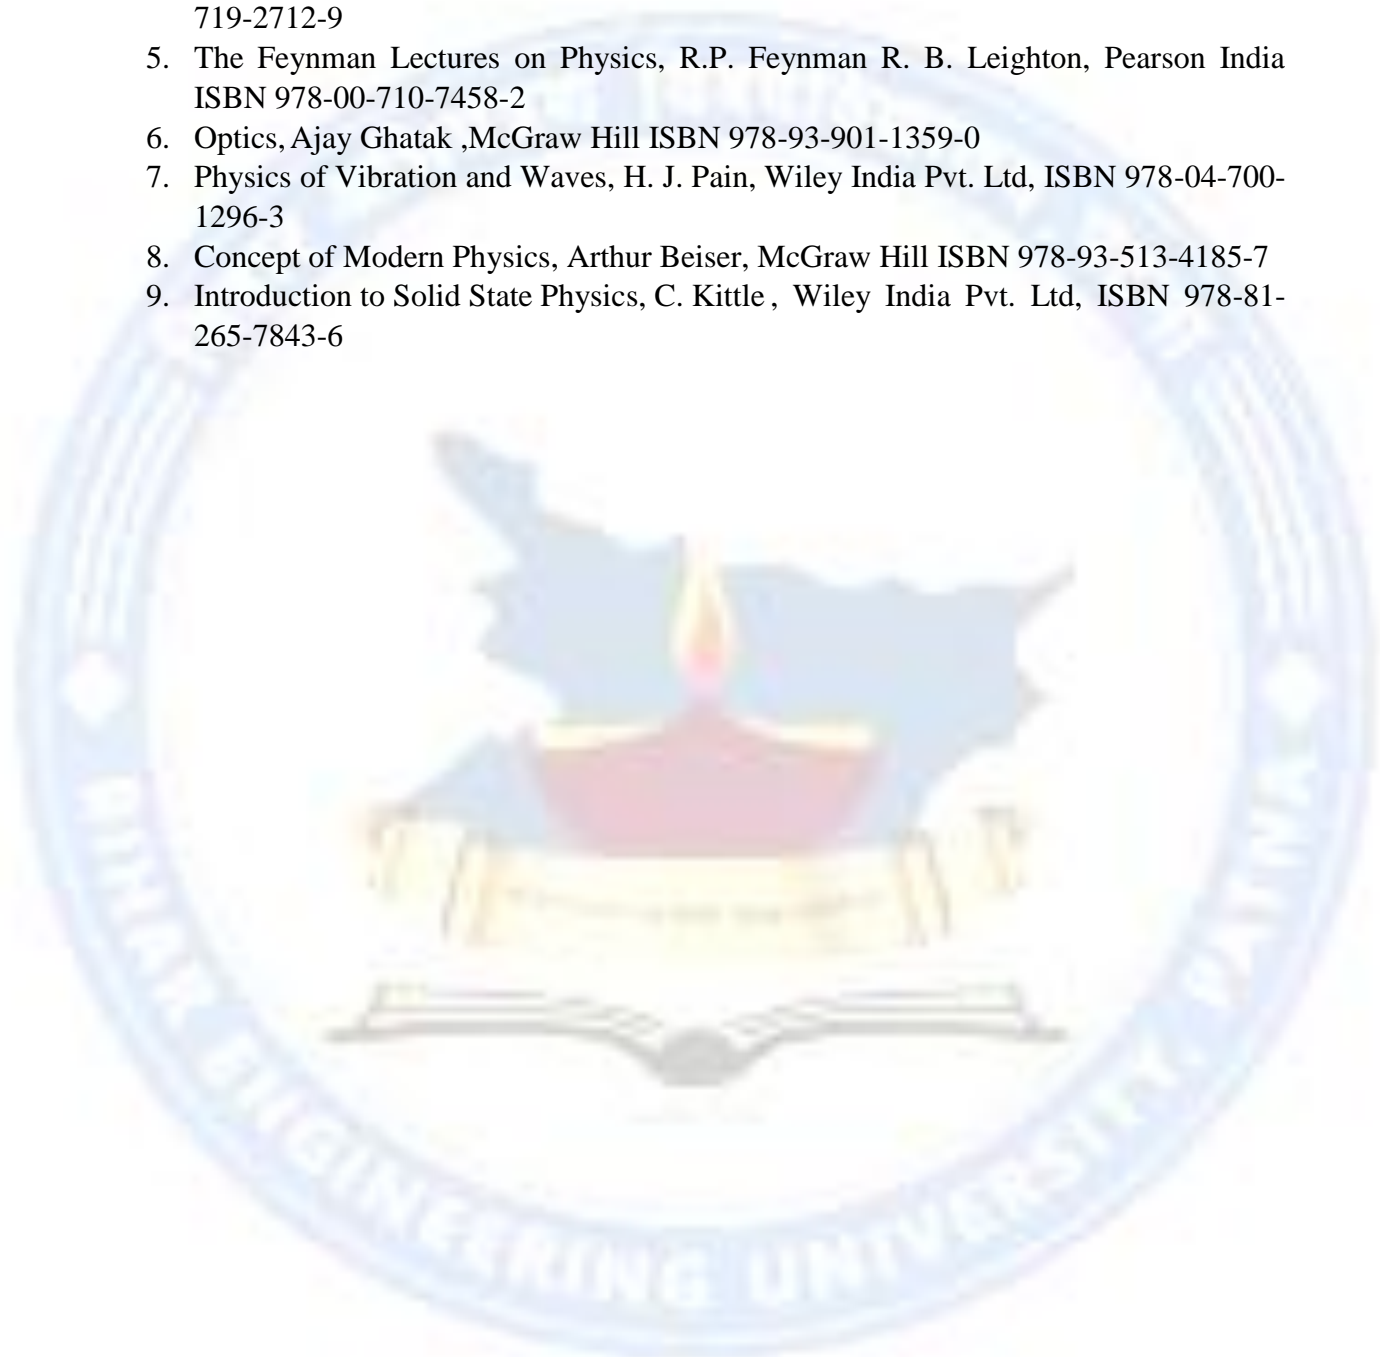 719-2712-9
5. The Feynman Lectures on Physics, R.P. Feynman R. B. Leighton, Pearson India
ISBN 978-00-710-7458-2
6. Optics, Ajay Ghatak ,McGraw Hill ISBN 978-93-901-1359-0
7. Physics of Vibration and Waves, H. J. Pain, Wiley India Pvt. Ltd, ISBN 978-04-700-
1296-3
8. Concept of Modern Physics, Arthur Beiser, McGraw Hill ISBN 978-93-513-4185-7
9. Introduction to Solid State Physics, C. Kittle , Wiley India Pvt. Ltd, ISBN 978-81-
265-7843-6
BIHAR ENGINEERING UNIVERSITY, PATNA